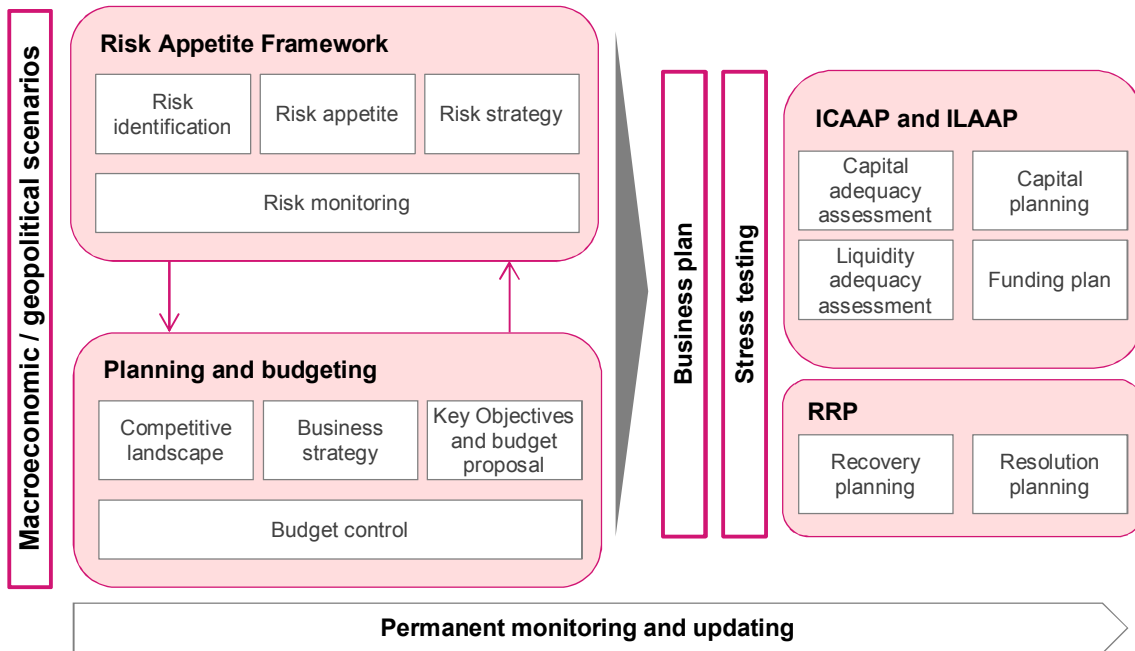 Macroeconomic / geopolitical scenarios
Risk Appetite Framework
Risk
identification
Risk appetite
Risk strategy
Risk monitoring
Planning and budgeting
Competitive
landscape
Business
strategy
Key Objectives
and budget
proposal
Budget control
Business plan
Stress testing
ICAAP and ILAAP
Capital
adequacy
assessment
Capital
planning
Liquidity
adequacy
assessment
Funding plan
RRP
Recovery
planning
Resolution
planning
Permanent monitoring and updating